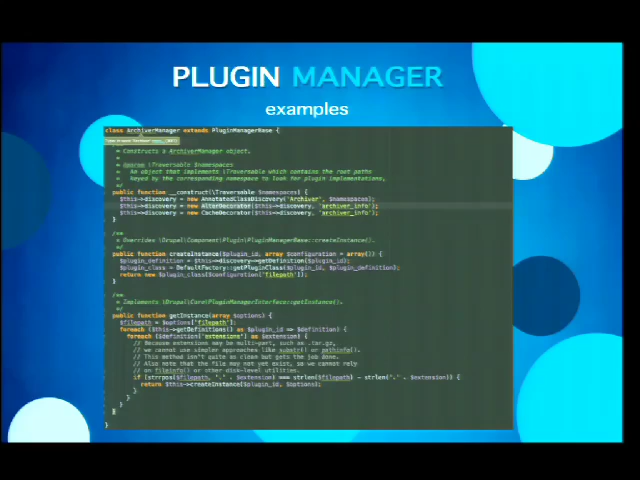 PLUGIN MANAGER
examples
class ArchiverManager extends PluginManagerBase {
* Constructs a ArchiverManager object.
*
* @param \Traversable $namespaces
* An object that implements \Traversable which contains the root paths
* keyed by the corresponding namespace to look for plugin implementations,
*/
public function __construct(\Traversable $namespaces) {
$this->discovery = new AnnotatedClassDiscovery('Archiver', $namespaces);
$this->discovery = new AlterDecorator($this->discovery, 'archiver_info');
$this->discovery = new CacheDecorator($this->discovery, 'archiver_info');
}
/**
* Overrides \Drupal\Component\Plugin\PluginManagerBase::createInstance().
*/
public function createInstance($plugin_id, array $configuration = array()) {
$plugin_definition = $this->discovery->getDefinition($plugin_id);
$plugin_class = DefaultFactory::getPluginClass($plugin_id, $plugin_definition);
return new $plugin_class($configuration['filepath']);
}
/**
* Implements \Drupal\Core\PluginManagerInterface::getInstance().
*/
public function getInstance(array $options) {
$filepath = $options['filepath'];
foreach ($this->getDefinitions() as $plugin_id => $definition) {
foreach ($definition['extensions'] as $extension) {
// Because extensions may be multi-part, such as .tar.gz,
// we cannot use simpler approaches like substr() or pathinfo().
// This method isn't quite as clean but gets the job done.
// Also note that the file may not yet exist, so we cannot rely
// on fileinfo() or other disk-level utilities.
if (strrpos($filepath, '.' . $extension) === strlen($filepath) - strlen('.' . $extension)) {
return $this->createInstance($plugin_id, $options);
}
}
}
}
}